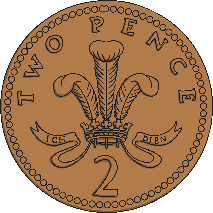 TWO PENCE
ICH DIEN
2